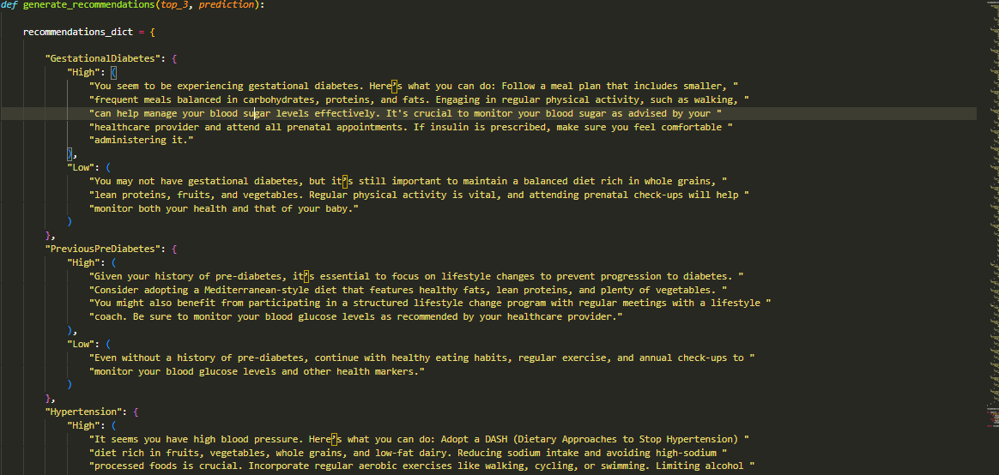 def generate_recommendations(top_3, prediction):
recommendations_dict = {
"GestationalDiabetes": {
"High": (
"You seem to be experiencing gestational diabetes. Here’s what you can do: Follow a meal plan that includes smaller, "
"frequent meals balanced in carbohydrates, proteins, and fats. Engaging in regular physical activity, such as walking, "
"can help manage your blood sugar levels effectively. It's crucial to monitor your blood sugar as advised by your "
"healthcare provider and attend all prenatal appointments. If insulin is prescribed, make sure you feel comfortable "
"administering it."
),
"Low": (
"You may not have gestational diabetes, but it’s still important to maintain a balanced diet rich in whole grains, "
"lean proteins, fruits, and vegetables. Regular physical activity is vital, and attending prenatal check-ups will help "
"monitor both your health and that of your baby."
)
},
"PreviousPreDiabetes": {
"High": (
"Given your history of pre-diabetes, it’s essential to focus on lifestyle changes to prevent progression to diabetes. "
"Consider adopting a Mediterranean-style diet that features healthy fats, lean proteins, and plenty of vegetables. "
"You might also benefit from participating in a structured lifestyle change program with regular meetings with a lifestyle "
"coach. Be sure to monitor your blood glucose levels as recommended by your healthcare provider."
),
"Low": (
"Even without a history of pre-diabetes, continue with healthy eating habits, regular exercise, and annual check-ups to "
"monitor your blood glucose levels and other health markers."
)
},
"Hypertension": {
"High": (
"It seems you have high blood pressure. Here’s what you can do: Adopt a DASH (Dietary Approaches to Stop Hypertension) "
"diet rich in fruits, vegetables, whole grains, and low-fat dairy. Reducing sodium intake and avoiding high-sodium "
"processed foods is crucial. Incorporate regular aerobic exercises like walking, cycling, or swimming. Limiting alcohol "